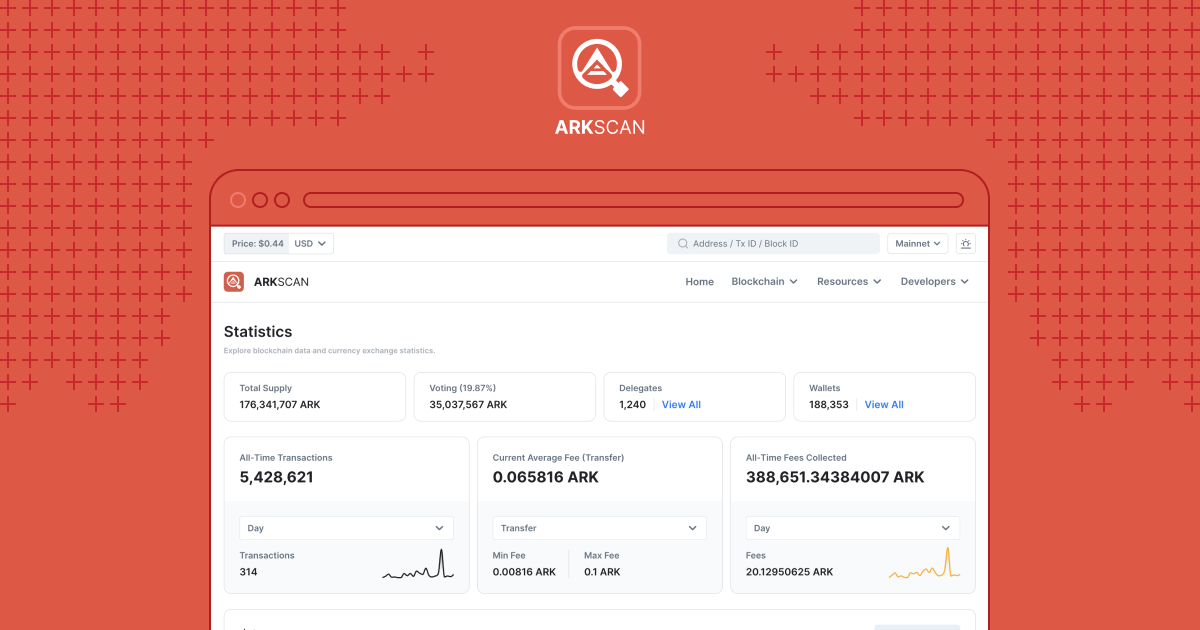 ARKSCAN
Price: $0.44 USD
Address / Tx ID / Block ID
Mainnet
ARKSCAN
Home Blockchain Resources Developers
Statistics
Explore blockchain data and currency exchange statistics.
Total Supply
176,341,707 ARK
Voting (19.87%)
35,037,567 ARK
Delegates
1,240 View All
Wallets
188,353 View All
All-Time Transactions
5,428,621
Day
Transactions
314
Current Average Fee (Transfer)
0.065816 ARK
Transfer
Min Fee
0.00816 ARK
Max Fee
0.1 ARK
All-Time Fees Collected
388,651.34384007 ARK
Day
Fees
20.12950625 ARK